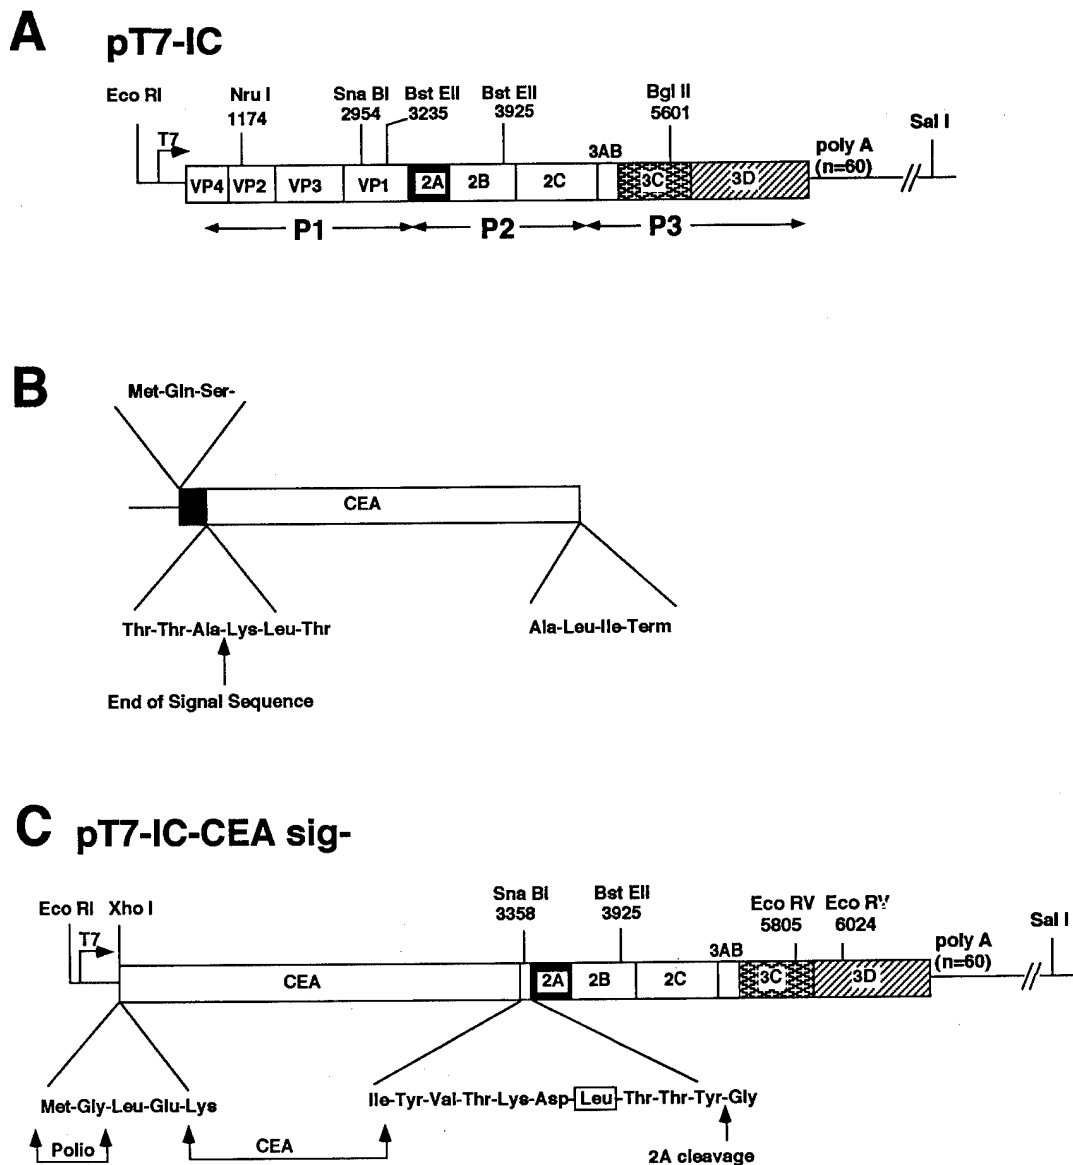 A pT7-IC
Eco RI Nru I Sna BI Bst EII Bst EII Bgl II Sal I
1174 2954 3235 3925 5601
T7 3AB poly A
(n=60)
VP4 VP2 VP3 VP1 2A 2B 2C 3C 3D
P1 P2 P3
B
Met-Gln-Ser-
CEA
Thr-Thr-Ala-Lys-Leu-Thr Ala-Leu-Ile-Term
End of Signal Sequence
C pT7-IC-CEA sig-
Eco RI Xho I Sna BI Bst EII Eco RV Eco RV Sal I
3358 3925 5805 6024
T7 3AB poly A
(n=60)
CEA 2A 2B 2C 3C 3D
Met-Gly-Leu-Glu-Lys Ile-Tyr-Val-Thr-Lys-Asp-Leu-Thr-Thr-Tyr-Gly
Polio CEA 2A cleavage